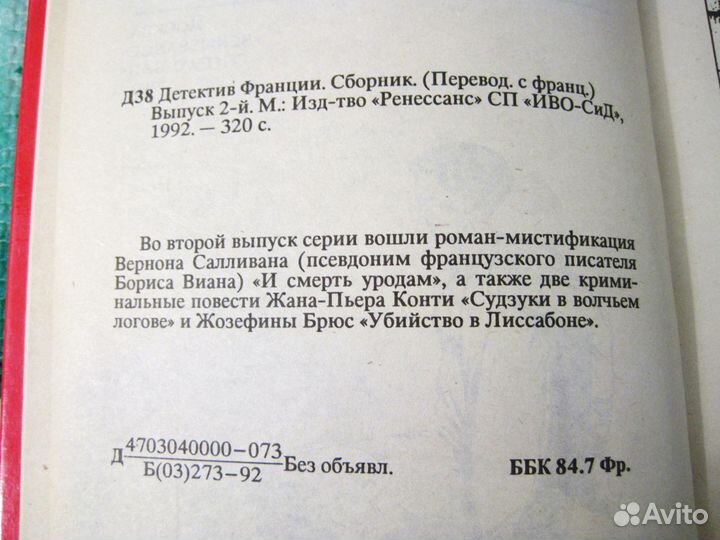 Д38 Детектив Франции. Сборник. (Перевод. с франц.)
Выпуск 2-й. М.: Изд-тво «Ренессанс» СП «ИВО-СиД»,
1992. — 320 с.
Во второй выпуск серии вошли роман-мистификация
Вернона Салливана (псевдоним французского писателя
Бориса Виана) «И смерть уродам», а также две крими-
нальные повести Жана-Пьера Конти «Судзуки в волчьем
логове» и Жозефины Брюс «Убийство в Лиссабоне».
Д 4703040000-073
Б(03)273-92 Без объявл.
ББК 84.7 Фр.
Avito